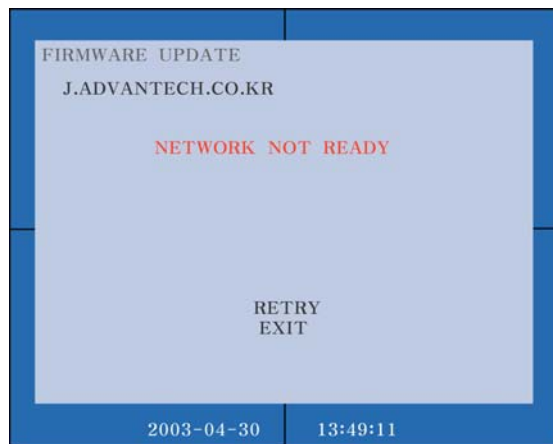 FIRMWARE UPDATE
J.ADVANTECH.CO.KR
NETWORK NOT READY
RETRY
EXIT
2003-04-30 13:49:11